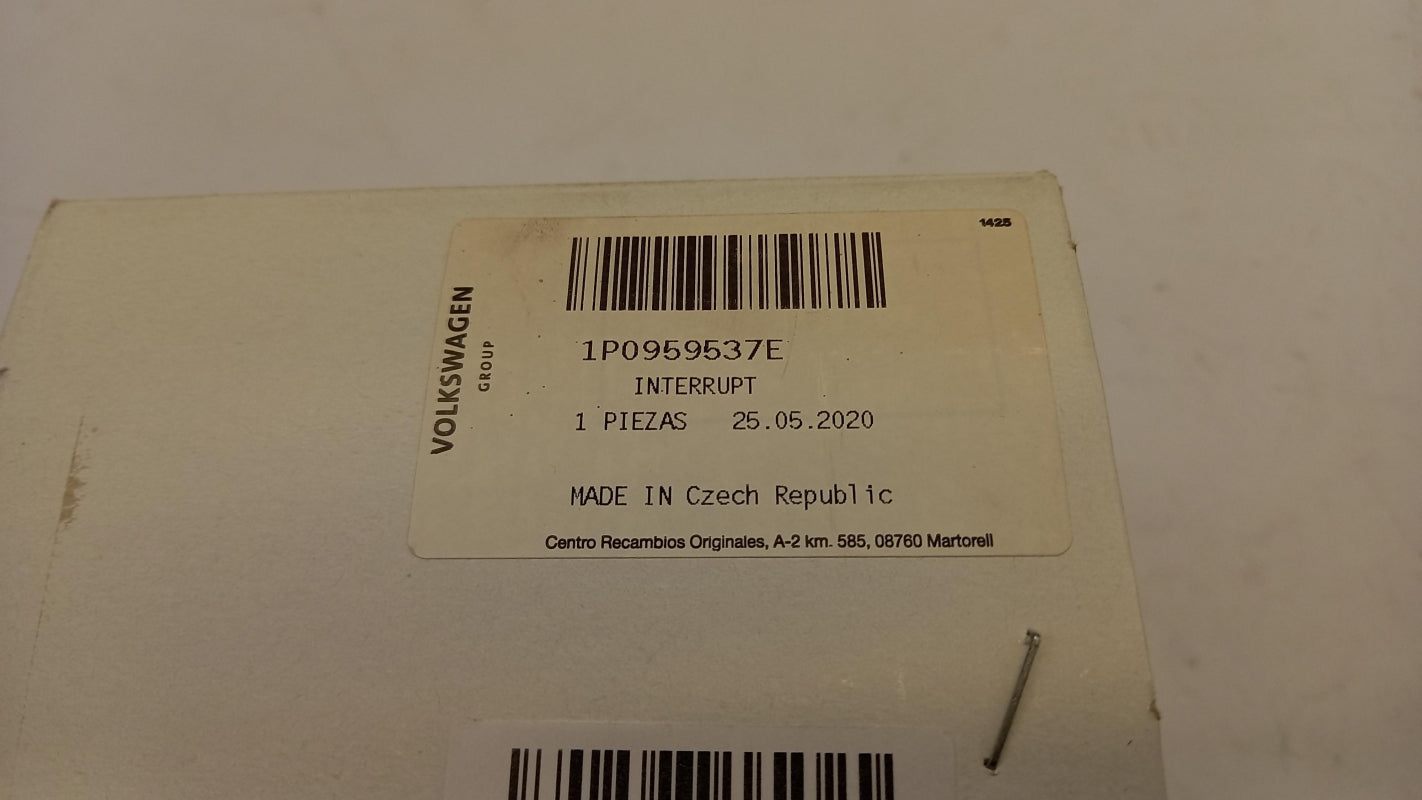 1425
VOLKSWAGEN
GROUP
1P0959537E
INTERRUPT
1 PIEZAS 25.05.2020
MADE IN Czech Republic
Centro Recambios Originales, A-2 km. 585, 08760 Martorell